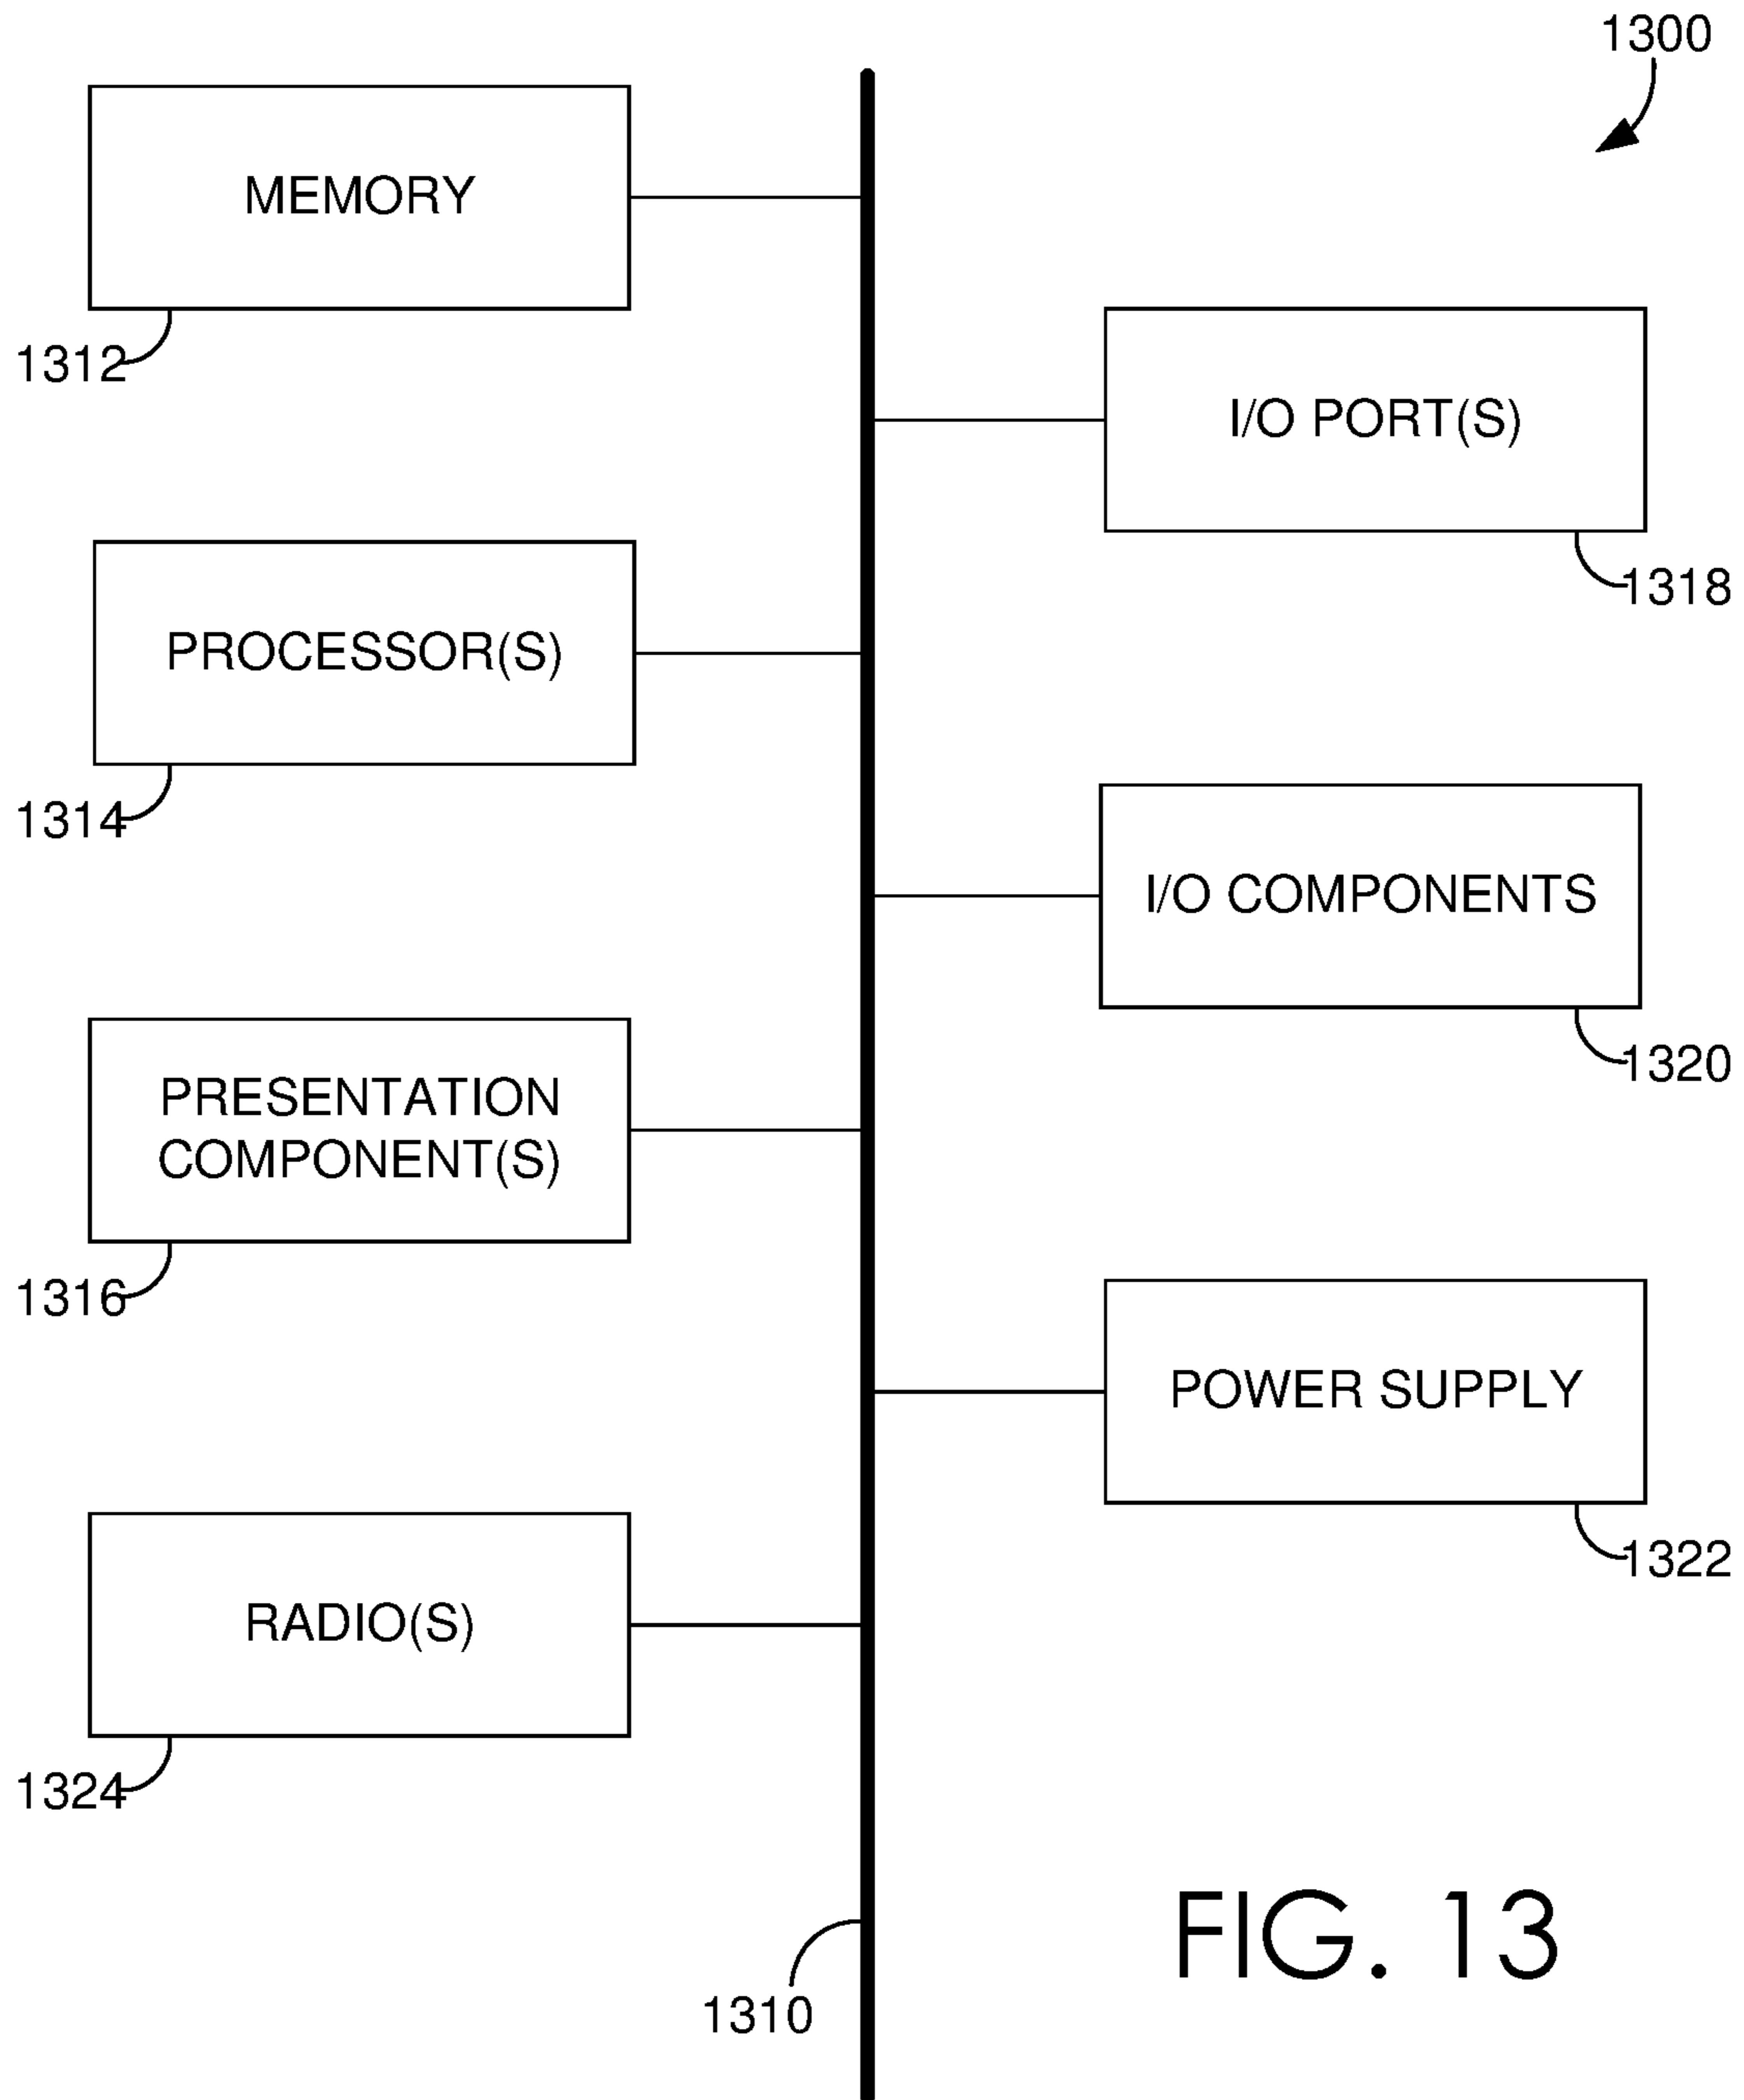 1300
MEMORY
1312
I/O PORT(S)
1318
PROCESSOR(S)
1314
I/O COMPONENTS
1320
PRESENTATION
COMPONENT(S)
1316
POWER SUPPLY
1322
RADIO(S)
1324
1310
FIG. 13